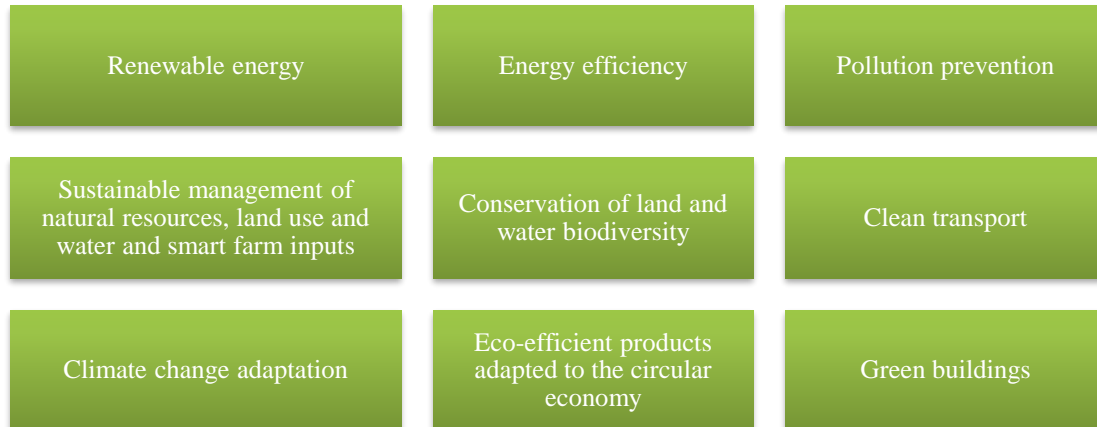 Renewable energy
Energy efficiency
Pollution prevention
Sustainable management of
natural resources, land use and
water and smart farm inputs
Conservation of land and
water biodiversity
Clean transport
Climate change adaptation
Eco-efficient products
adapted to the circular
economy
Green buildings